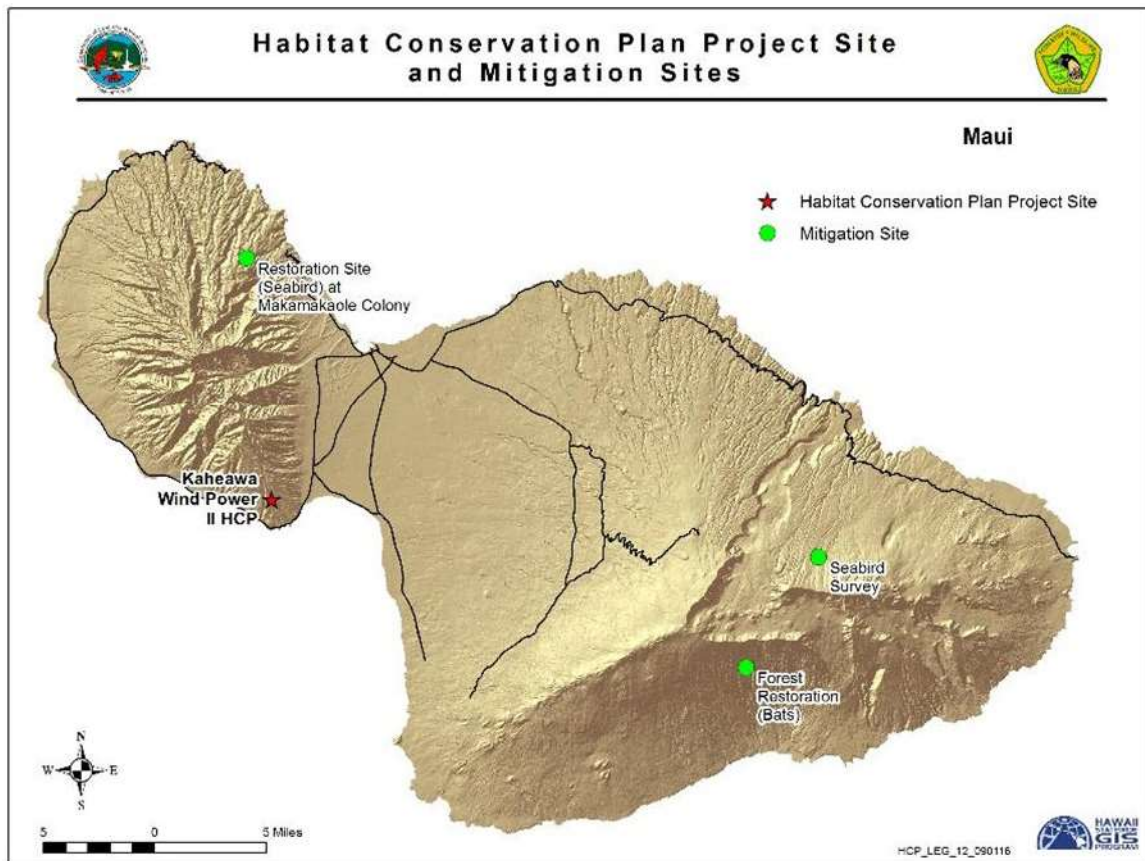 Habitat Conservation Plan Project Site
and Mitigation Sites
Maui
Habitat Conservation Plan Project Site
Mitigation Site
Restoration Site
(Seabird) at
Makamakaole Colony
Kaheawa
Wind Power
II HCP
Seabird
Survey
Forest
Restoration
(Bats)
N
W E
S
5 0 5 Miles
HCP_LEG_12_090116
HAWAII
GIS
PROGRAM